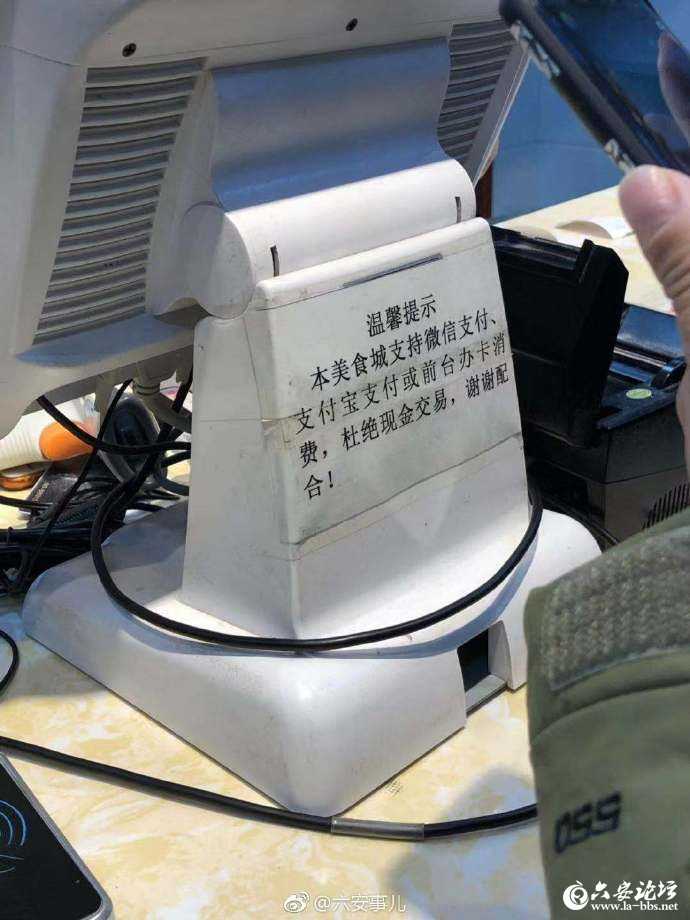 温馨提示
本美食城支持微信支付、
支付宝支付或前台办卡消
费，杜绝现金交易，谢谢配
合！
550
@六安事儿
六安论坛
www.la-bbs.net